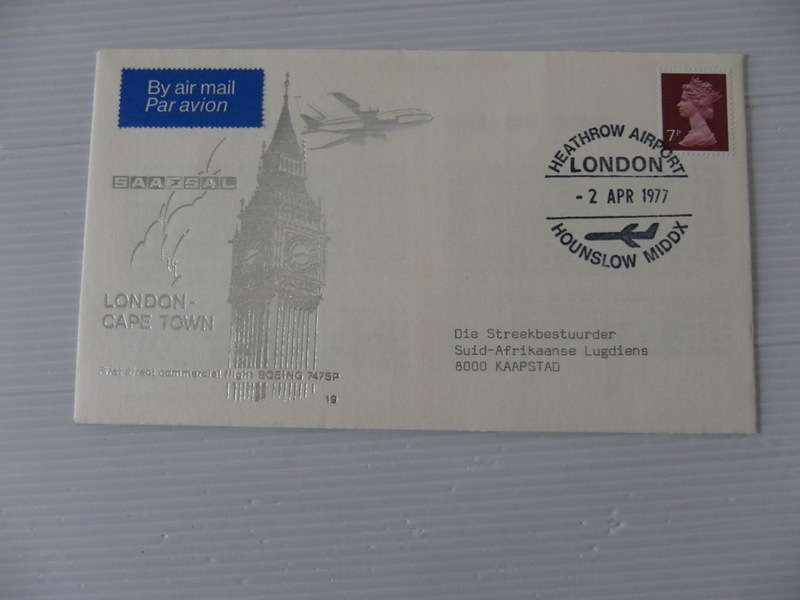 By air mail
Par avion
SAA SAL
LONDON-
CAPE TOWN
First direct commercial flight BOEING 747SP
19
7P
HEATHROW AIRPORT
LONDON
- 2 APR 1977
HOUNSLOW MIDDX
Die Streekbestuurder
Suid-Afrikaanse Lugdiens
8000 KAAPSTAD